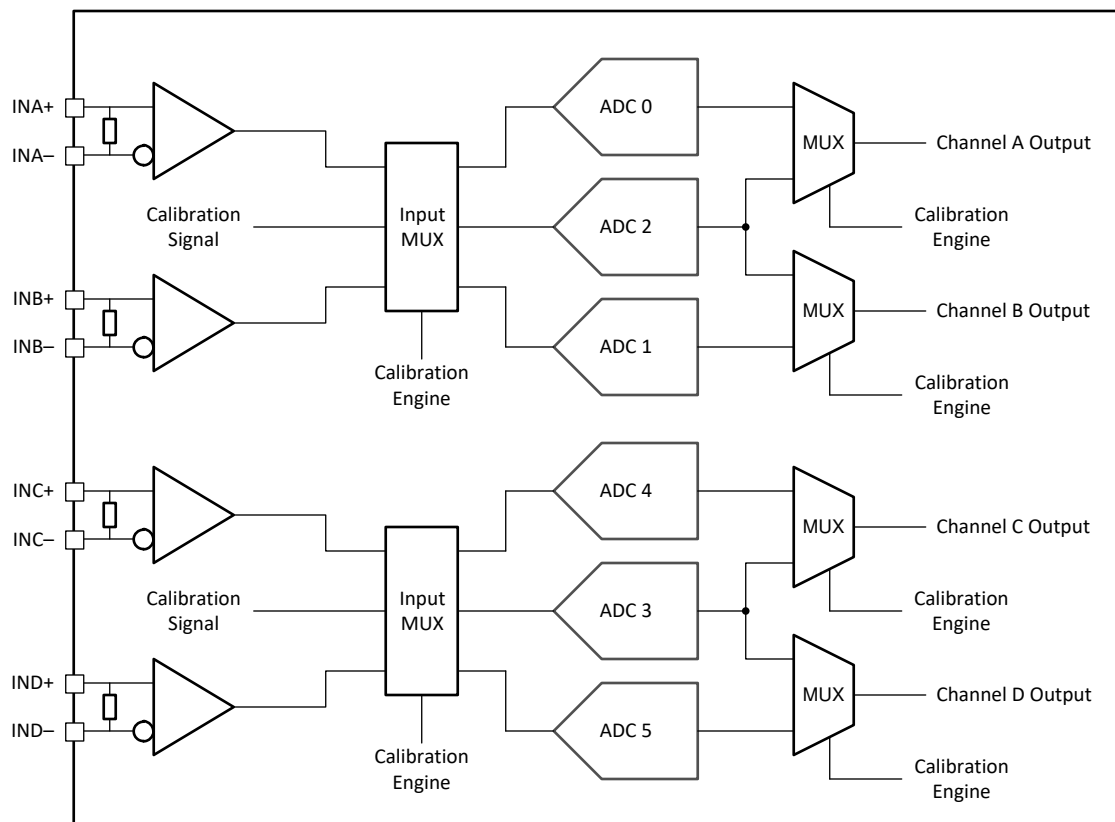 INA+
INA–
Calibration
Signal
INB+
INB–
Input
MUX
Calibration
Engine
ADC 0
ADC 2
ADC 1
MUX
Channel A Output
Calibration
Engine
MUX
Channel B Output
Calibration
Engine
INC+
INC–
Calibration
Signal
IND+
IND–
Input
MUX
Calibration
Engine
ADC 4
ADC 3
ADC 5
MUX
Channel C Output
Calibration
Engine
MUX
Channel D Output
Calibration
Engine